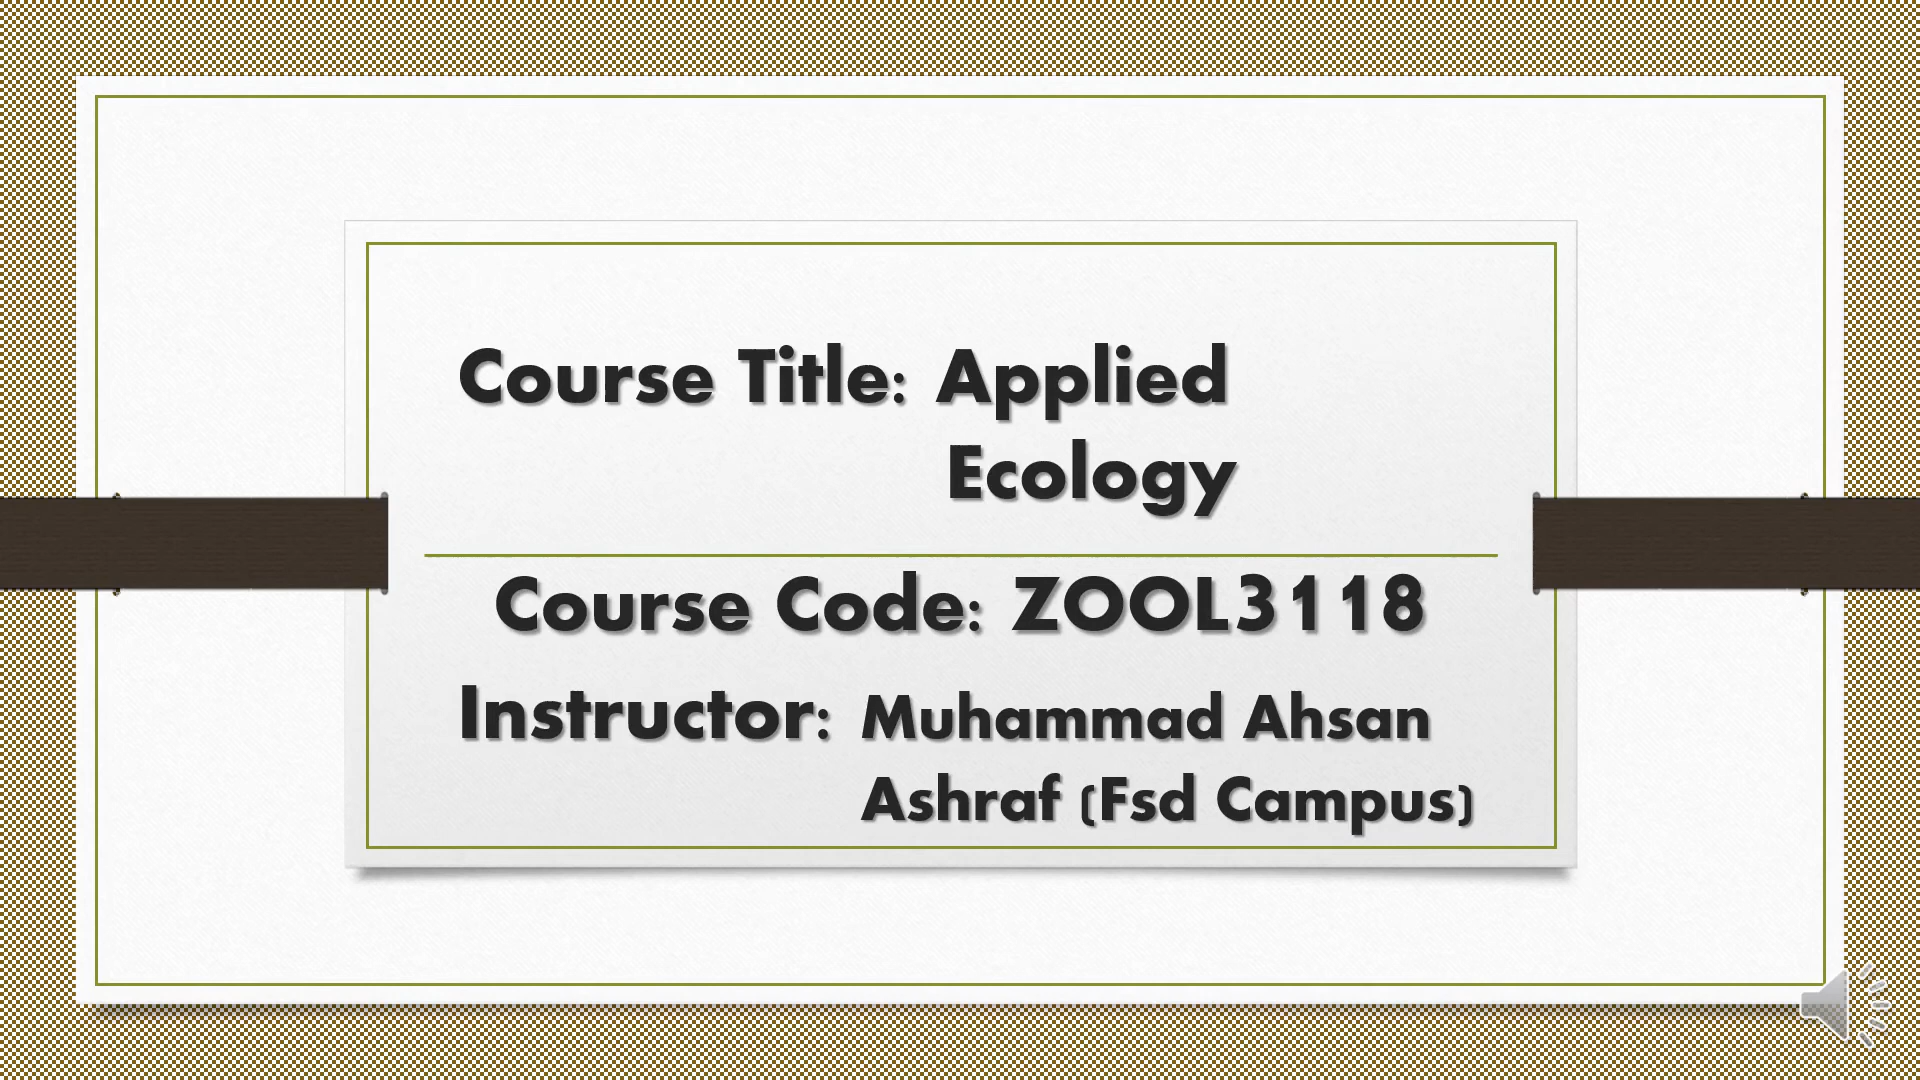 Course Title: Applied
Ecology
Course Code: ZOOL3118
Instructor: Muhammad Ahsan
Ashraf (Fsd Campus)